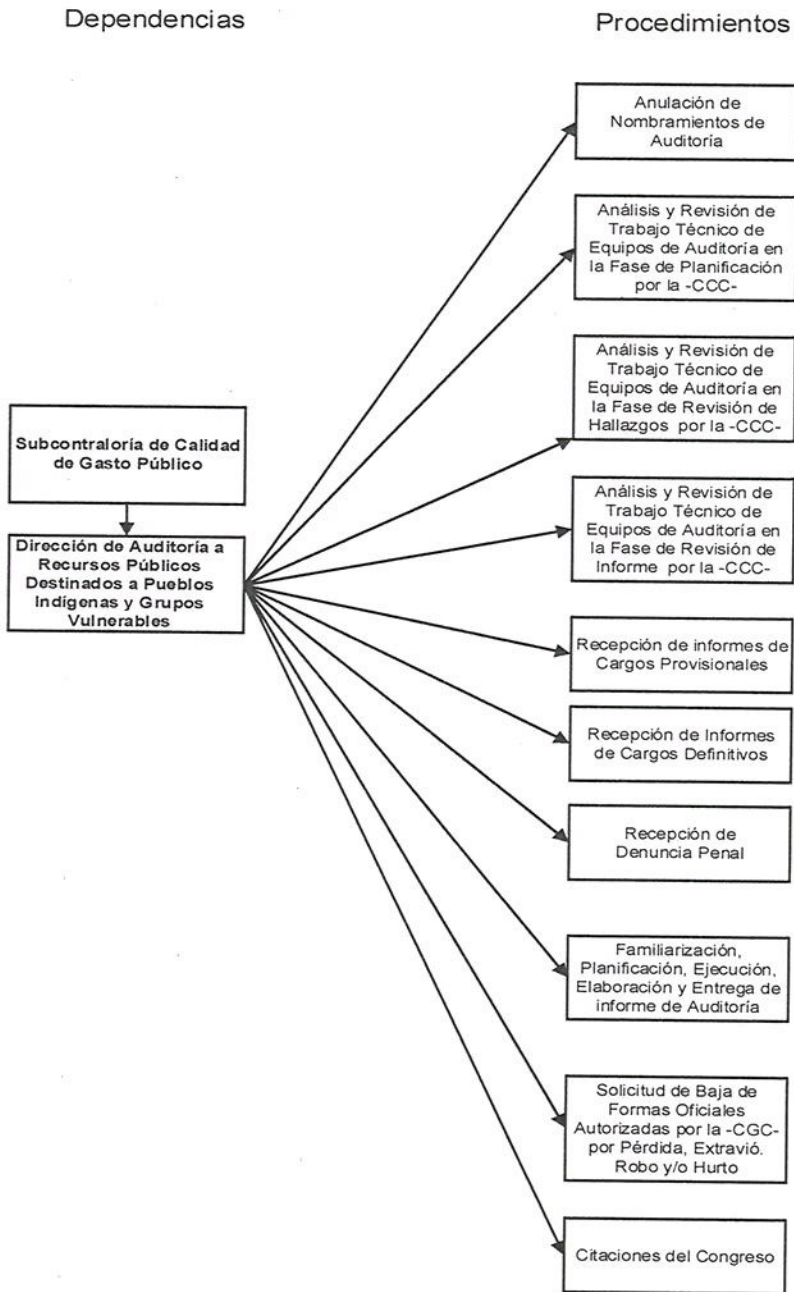 Dependencias
Procedimientos
Anulación de
Nombramientos de
Auditoría
Análisis y Revisión de
Trabajo Técnico de
Equipos de Auditoría en
la Fase de Planificación
por la -CCC-
Análisis y Revisión de
Trabajo Técnico de
Equipos de Auditoría en
la Fase de Revisión de
Hallazgos por la -CCC-
Subcontraloría de Calidad
de Gasto Público
Análisis y Revisión de
Trabajo Técnico de
Equipos de Auditoría en
la Fase de Revisión de
Informe por la -CCC-
Dirección de Auditoría a
Recursos Públicos
Destinados a Pueblos
Indígenas y Grupos
Vulnerables
Recepción de informes de
Cargos Provisionales
Recepción de Informes
de Cargos Definitivos
Recepción de
Denuncia Penal
Familiarización,
Planificación, Ejecución,
Elaboración y Entrega de
informe de Auditoría
Solicitud de Baja de
Formas Oficiales
Autorizadas por la -CGC-
por Pérdida, Extravió.
Robo y/o Hurto
Citaciones del Congreso